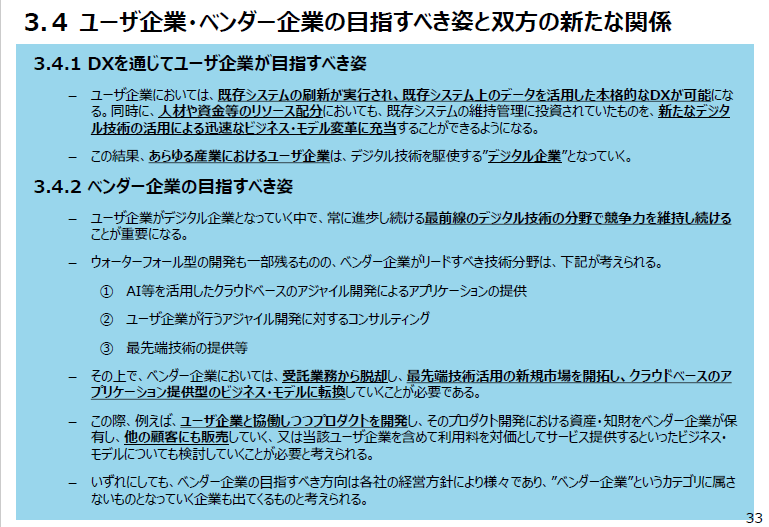 3.4 ユーザ企業・ベンダー企業の目指すべき姿と双方の新たな関係
3.4.1 DXを通じてユーザ企業が目指すべき姿
– ユーザ企業においては、既存システムの刷新が実行され、既存システム上のデータを活用した本格的なDXが可能にな
る。同時に、人材や資金等のリソース配分においても、既存システムの維持管理に投資されていたものを、新たなデジタ
ル技術の活用による迅速なビジネス・モデル変革に充当することができるようになる。
– この結果、あらゆる産業におけるユーザ企業は、デジタル技術を駆使する”デジタル企業”となっていく。
3.4.2 ベンダー企業の目指すべき姿
– ユーザ企業がデジタル企業となっていく中で、常に進歩し続ける最前線のデジタル技術の分野で競争力を維持し続ける
ことが重要になる。
– ウォーターフォール型の開発も一部残るものの、ベンダー企業がリードすべき技術分野は、下記が考えられる。
① AI等を活用したクラウドベースのアジャイル開発によるアプリケーションの提供
② ユーザ企業が行うアジャイル開発に対するコンサルティング
③ 最先端技術の提供等
– その上で、ベンダー企業においては、受託業務から脱却し、最先端技術活用の新規市場を開拓し、クラウドベースのア
プリケーション提供型のビジネス・モデルに転換していくことが必要である。
– この際、例えば、ユーザ企業と協働しつつプロダクトを開発し、そのプロダクト開発における資産・知財をベンダー企業が保
有し、他の顧客にも販売していく、又は当該ユーザ企業を含めて利用料を対価としてサービス提供するといったビジネス・
モデルについても検討していくことが必要と考えられる。
– いずれにしても、ベンダー企業の目指すべき方向は各社の経営方針により様々であり、”ベンダー企業”というカテゴリに属さ
ないものとなっていく企業も出てくるものと考えられる。
33